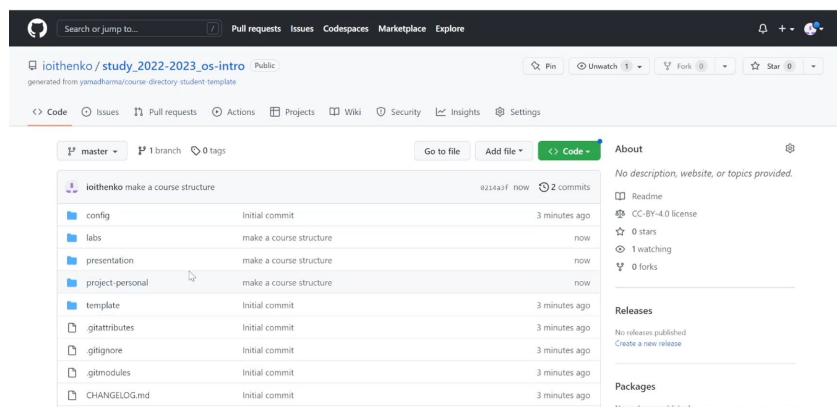 Search or jump to... /
Pull requests Issues Codespaces Marketplace Explore
ioithenko / study_2022-2023_os-intro Public
generated from yamadharma/course-directory-student-template
Pin Unwatch 1 Fork 0 Star 0
<> Code Issues Pull requests Actions Projects Wiki Security Insights Settings
master 1 branch 0 tags Go to file Add file <> Code
ioithenko make a course structure 0214a3f now 2 commits
config Initial commit 3 minutes ago
labs make a course structure now
presentation make a course structure now
project-personal make a course structure now
template Initial commit 3 minutes ago
.gitattributes Initial commit 3 minutes ago
.gitignore Initial commit 3 minutes ago
.gitmodules Initial commit 3 minutes ago
CHANGELOG.md Initial commit 3 minutes ago
About
No description, website, or topics provided.
Readme
CC-BY-4.0 license
0 stars
1 watching
0 forks
Releases
No releases published
Create a new release
Packages